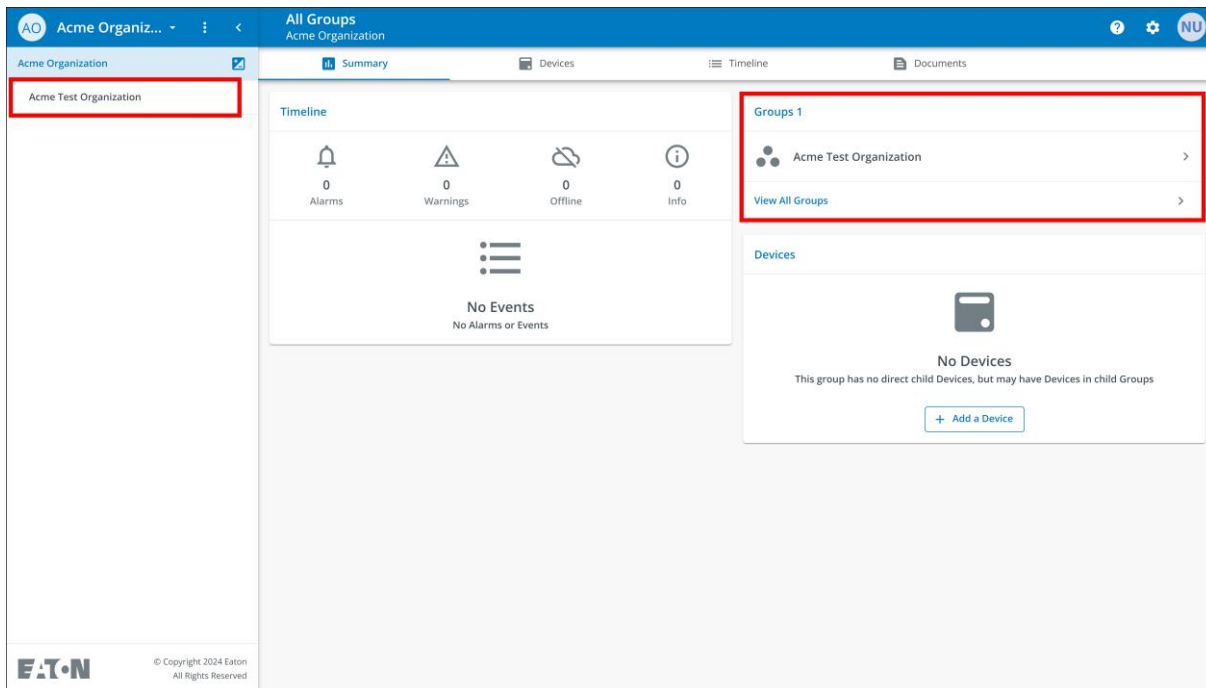 AO
Acme Organiz...
All Groups
Acme Organization
NU
Acme Organization
Acme Test Organization
Summary
Devices
Timeline
Documents
Timeline
0
Alarms
0
Warnings
0
Offline
0
Info
No Events
No Alarms or Events
Groups 1
Acme Test Organization
View All Groups
Devices
No Devices
This group has no direct child Devices, but may have Devices in child Groups
+ Add a Device
EATON
© Copyright 2024 Eaton
All Rights Reserved